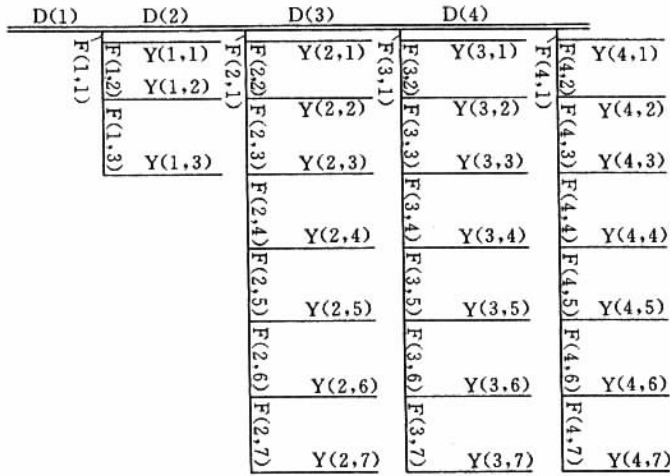 D(1) D(2) D(3) D(4)
F(1,1) F(1,2) Y(1,1) F(2,1) F(2,2) Y(2,1) F(3,1) F(3,2) Y(3,1) F(4,1) F(4,2) Y(4,1)
Y(1,2) Y(2,2) Y(3,2) Y(4,2)
F(1,3) Y(1,3) F(2,3) Y(2,3) F(3,3) Y(3,3) F(4,3) Y(4,3)
F(2,4) Y(2,4) F(3,4) Y(3,4) F(4,4) Y(4,4)
F(2,5) Y(2,5) F(3,5) Y(3,5) F(4,5) Y(4,5)
F(2,6) Y(2,6) F(3,6) Y(3,6) F(4,6) Y(4,6)
F(2,7) Y(2,7) F(3,7) Y(3,7) F(4,7) Y(4,7)